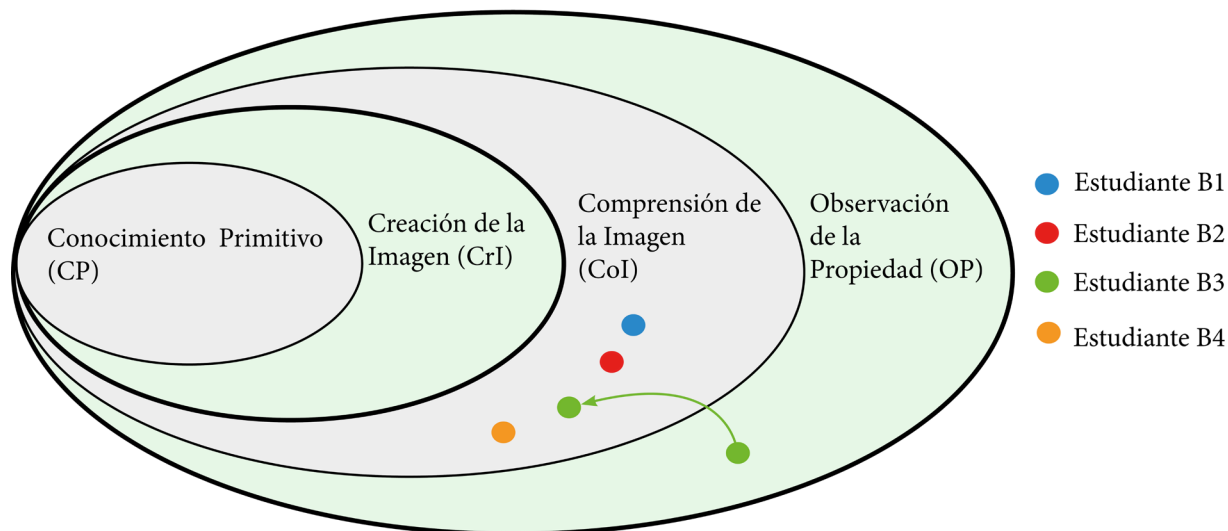 Conocimiento Primitivo
(CP)
Creación de la
Imagen (CrI)
Comprensión de
la Imagen
(CoI)
Observación
de la
Propiedad (OP)
Estudiante B1
Estudiante B2
Estudiante B3
Estudiante B4